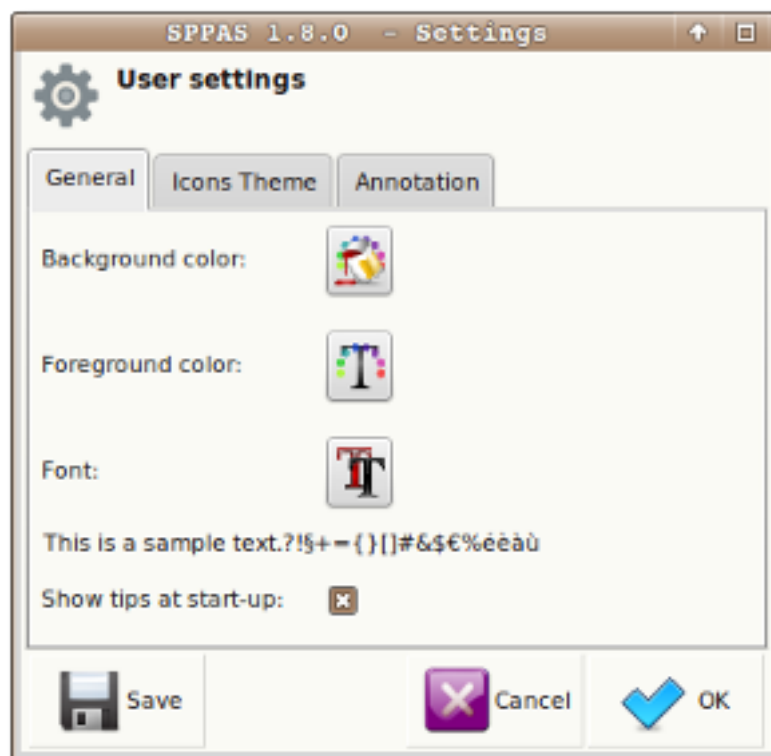 SPPAS 1.8.0 - Settings
User settings
General Icons Theme Annotation
Background color:
Foreground color:
Font:
This is a sample text.?!§+={}[]#&$€%éèàù
Show tips at start-up:
Save Cancel OK